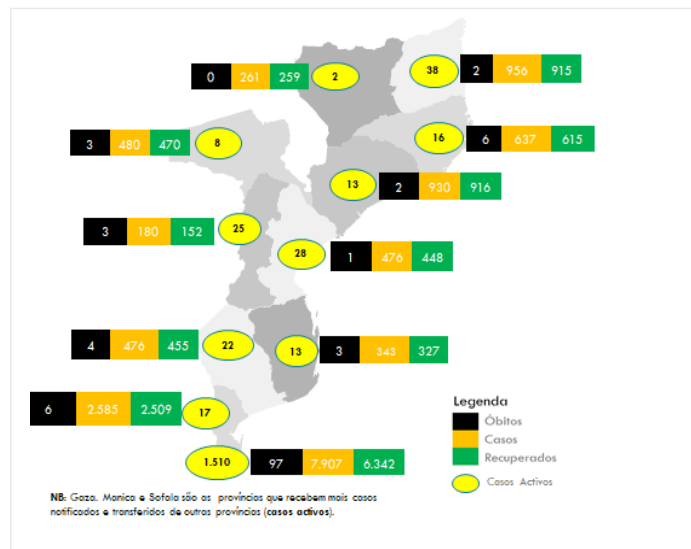 0 261 259 2
38 2 956 915
3 480 470 8
16 6 637 615
13 2 930 916
3 180 152 25
28 1 476 448
4 476 455 22
13 3 343 327
6 2.585 2.509 17
1.510 97 7.907 6.342
Legenda
Óbitos
Casos
Recuperados
Casos Activos
NB: Gaza. Manica e Sofala são as províncias que recebem mais casos
notificados e transferidos de outras províncias (casos activos).